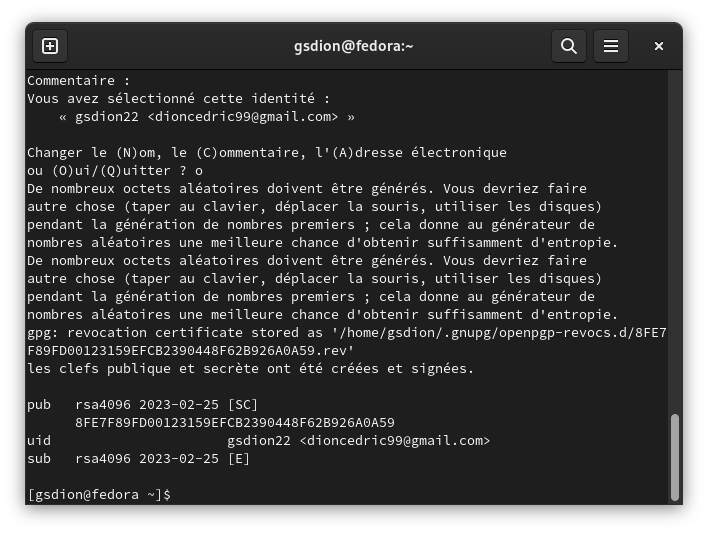 gsdion@fedora:~
Commentaire :
Vous avez sélectionné cette identité :
    « gsdion22 <dioncedric99@gmail.com> »

Changer le (N)om, le (C)ommentaire, l'(A)dresse électronique
ou (O)ui/(Q)uitter ? o
De nombreux octets aléatoires doivent être générés. Vous devriez faire
autre chose (taper au clavier, déplacer la souris, utiliser les disques)
pendant la génération de nombres premiers ; cela donne au générateur de
nombres aléatoires une meilleure chance d'obtenir suffisamment d'entropie.
De nombreux octets aléatoires doivent être générés. Vous devriez faire
autre chose (taper au clavier, déplacer la souris, utiliser les disques)
pendant la génération de nombres premiers ; cela donne au générateur de
nombres aléatoires une meilleure chance d'obtenir suffisamment d'entropie.
gpg: revocation certificate stored as '/home/gsdion/.gnupg/openpgp-revocs.d/8FE7
F89FD00123159EFCB2390448F62B926A0A59.rev'
les clefs publique et secrète ont été créées et signées.

pub   rsa4096 2023-02-25 [SC]
      8FE7F89FD00123159EFCB2390448F62B926A0A59
uid                      gsdion22 <dioncedric99@gmail.com>
sub   rsa4096 2023-02-25 [E]

[gsdion@fedora ~]$